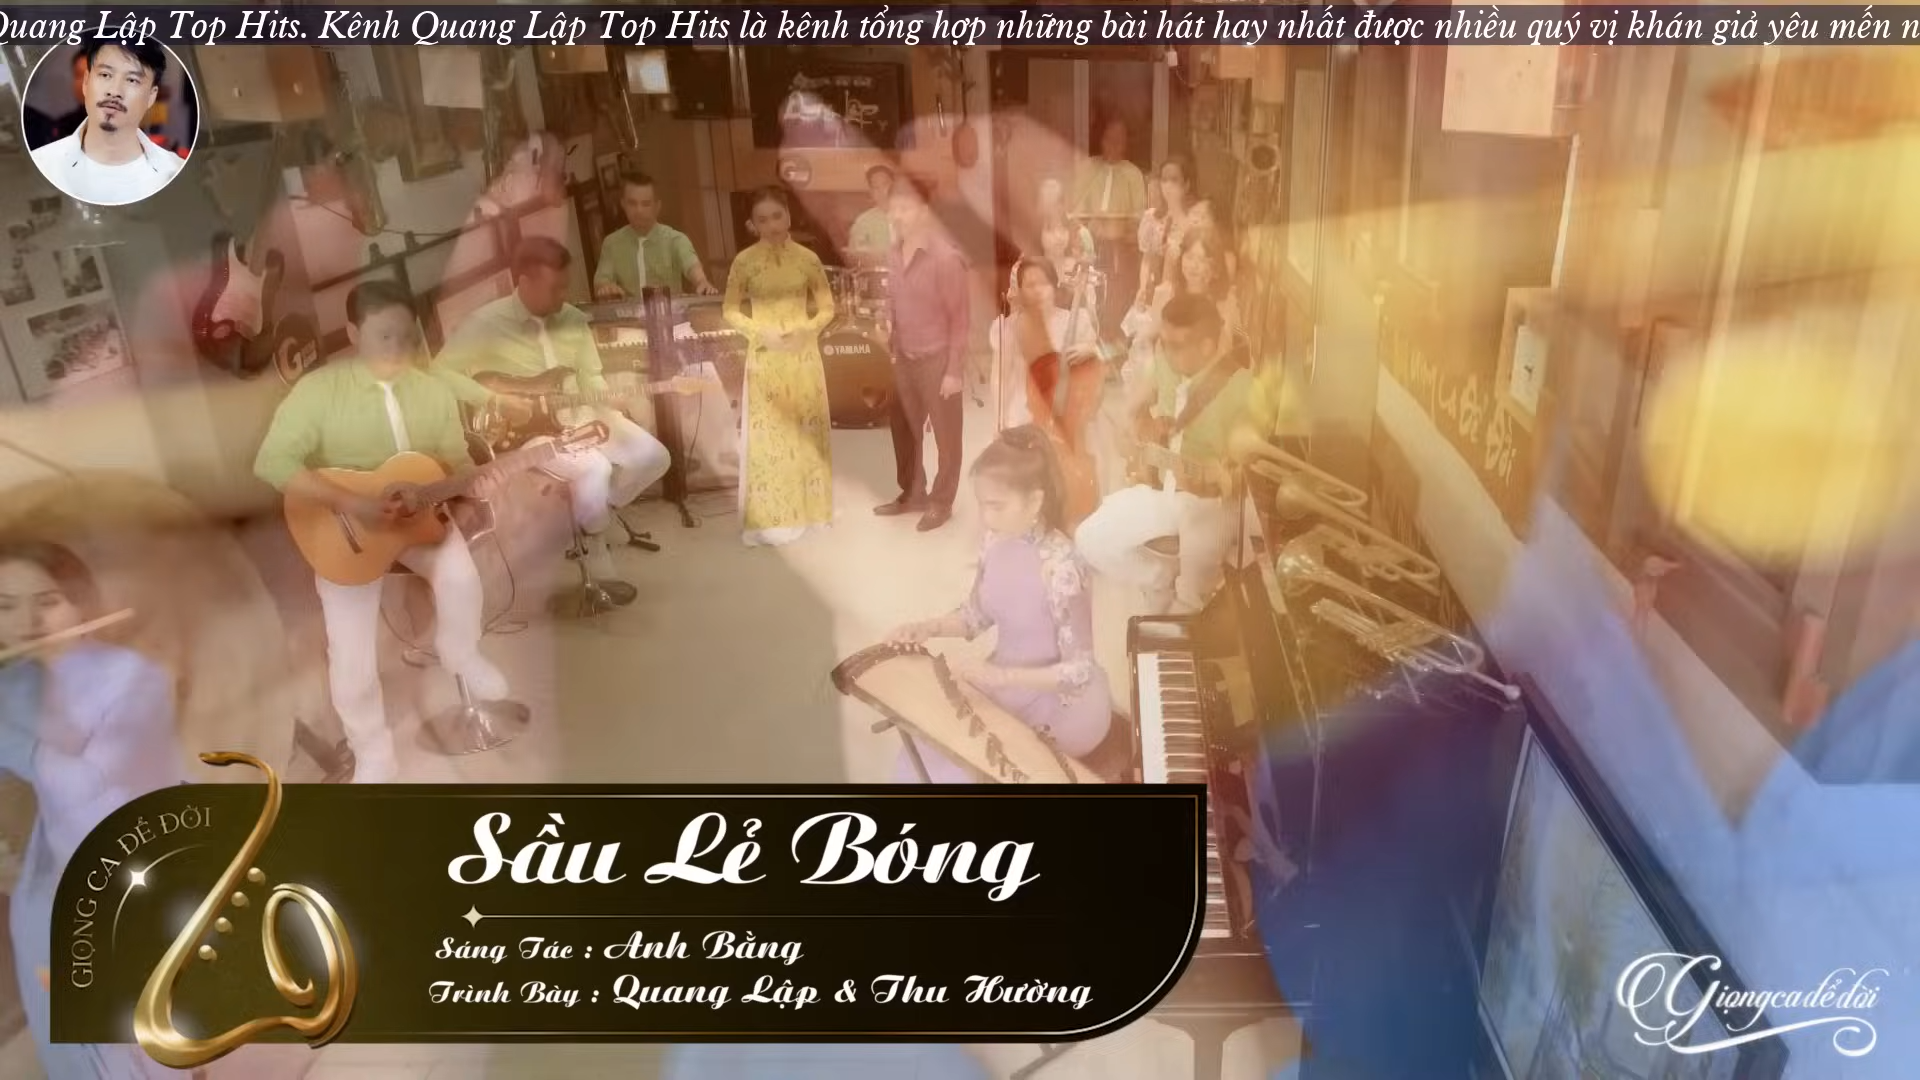 Quang Lập Top Hits. Kênh Quang Lập Top Hits là kênh tổng hợp những bài hát hay nhất được nhiều quý vị khán giả yêu mến
YAMAHA
Để Đời
GIỌNG CA ĐỂ ĐỜI
Sầu Lẻ Bóng
Sáng Tác : Anh Bằng
Trình Bày : Quang Lập & Thu Hường
Giọngcađểđời